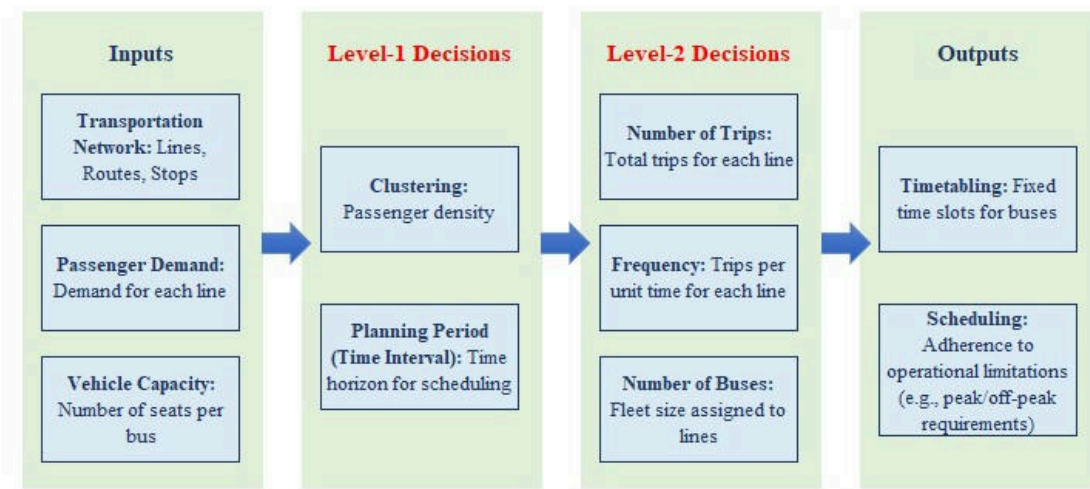 Inputs
Transportation
Network: Lines,
Routes, Stops
Passenger Demand:
Demand for each line
Vehicle Capacity:
Number of seats per
bus
Level-1 Decisions
Clustering:
Passenger density
Planning Period
(Time Interval): Time
horizon for scheduling
Level-2 Decisions
Number of Trips:
Total trips for each line
Frequency: Trips per
unit time for each line
Number of Buses:
Fleet size assigned to
lines
Outputs
Timetabling: Fixed
time slots for buses
Scheduling:
Adherence to
operational limitations
(e.g., peak/off-peak
requirements)